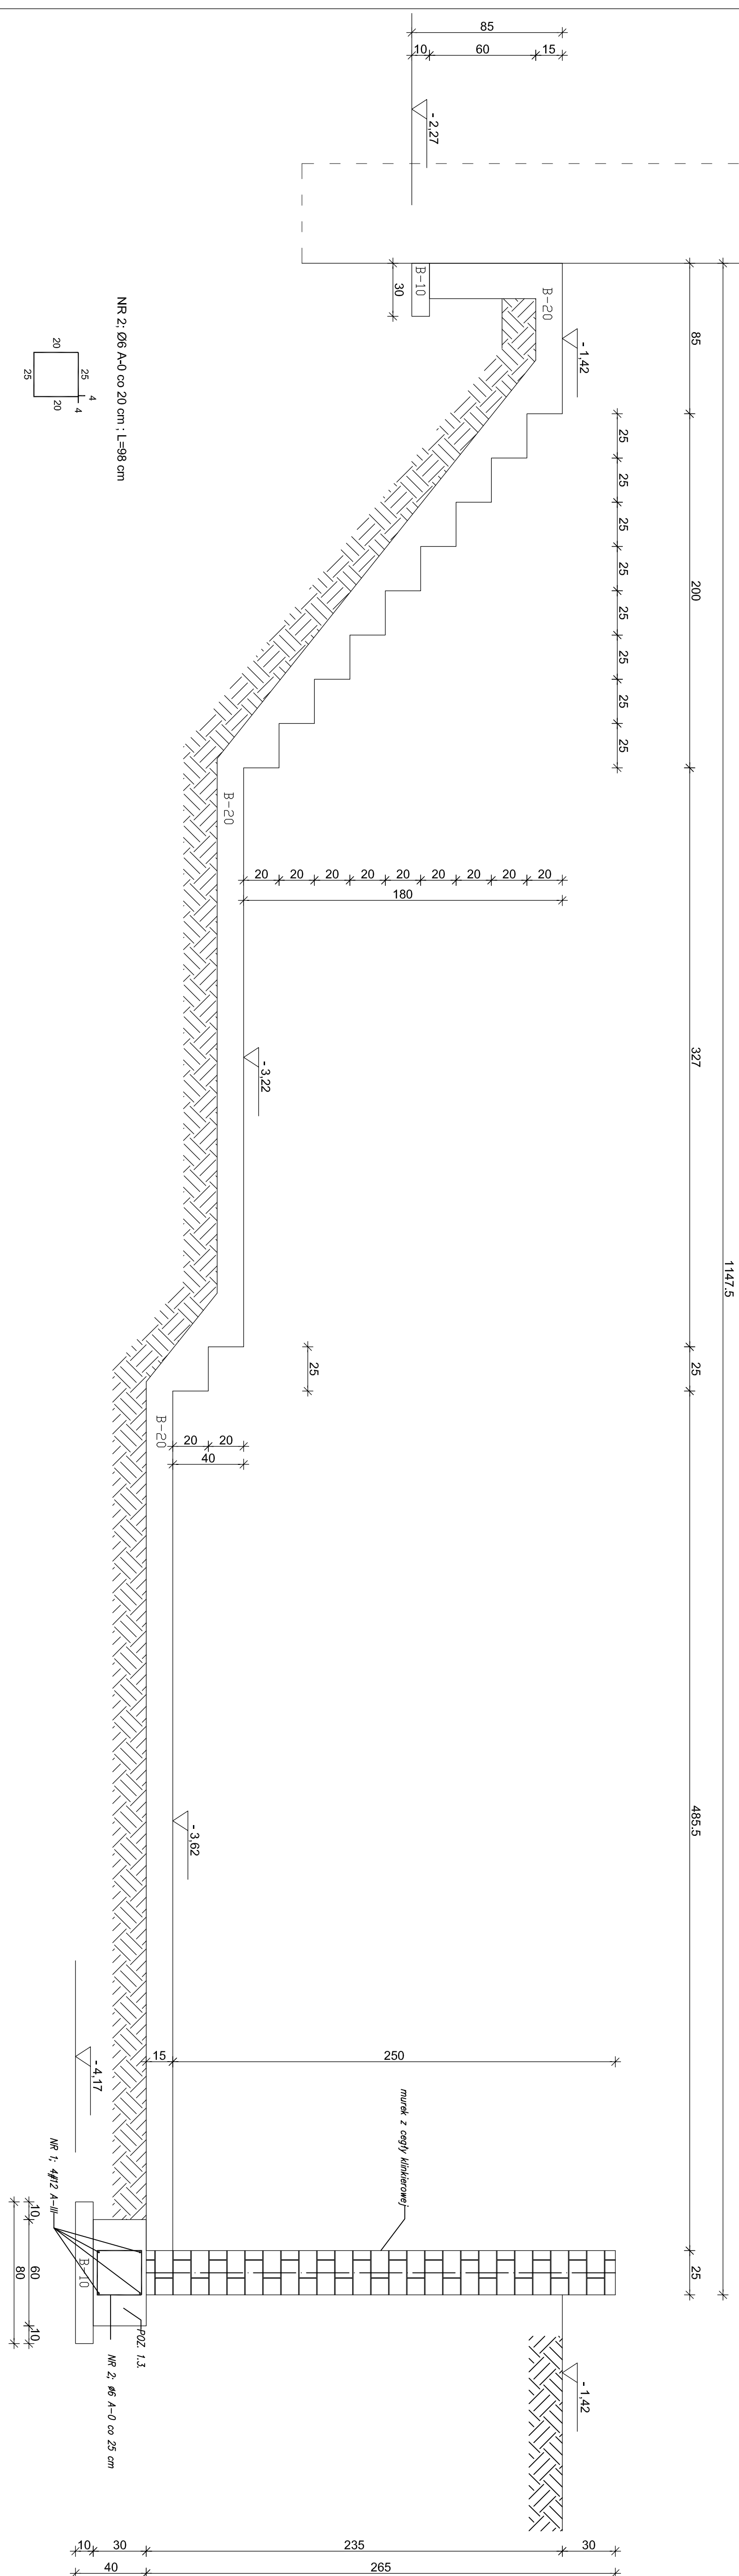 85
10 60 15
- 2,27
B-10
30
B-20
- 1,42
85
1147.5
NR 2; Ø6 A-0 co 20 cm ; L=98 cm
20
25
25
20
4
4
25 25 25 25 25 25 25 25
200
B-20
20 20 20 20 20 20 20 20 20
180
- 3,22
327
25
25
B-20
20 20
40
- 3,62
485.5
- 4,17
15 250
murek z cegły klinkierowej
NR 1; 4#12 A-III
10 60 10
80
B-10
POZ. 1.3.
NR 2; ø6 A-0 co 25 cm
25
- 1,42
10 30 235 30
40 265